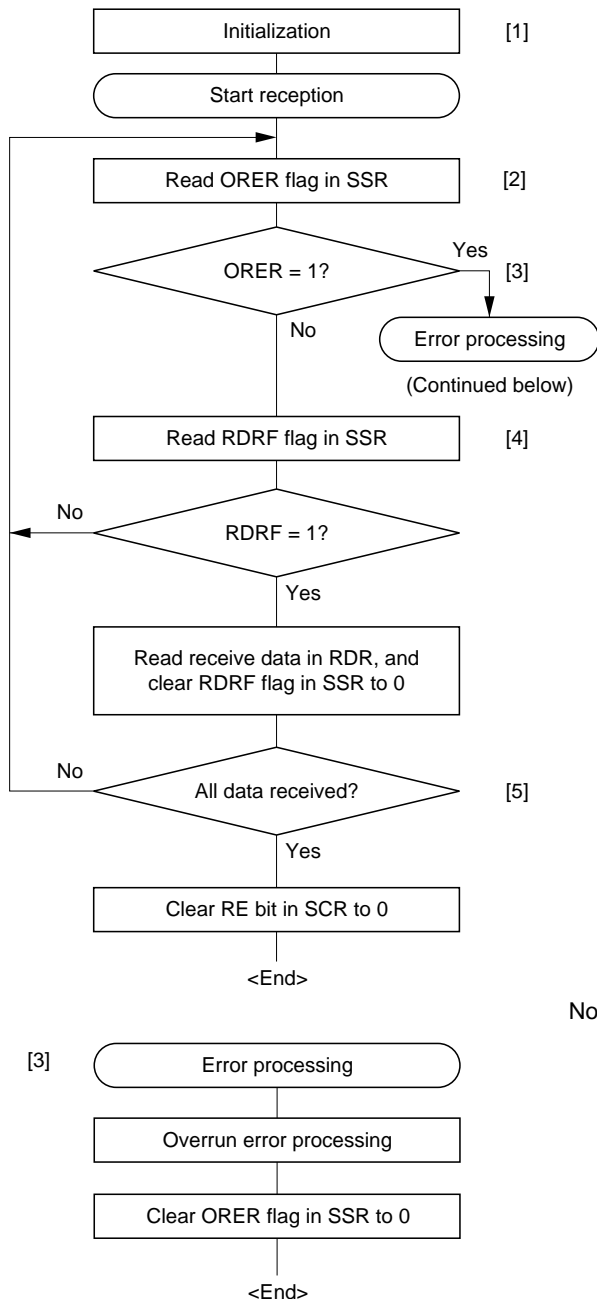 Initialization [1]
Start reception
Read ORER flag in SSR [2]
Yes
ORER = 1? [3]
No
Error processing
(Continued below)
Read RDRF flag in SSR [4]
No
RDRF = 1?
Yes
Read receive data in RDR, and
clear RDRF flag in SSR to 0
No
All data received? [5]
Yes
Clear RE bit in SCR to 0
<End>
No
[3] Error processing
Overrun error processing
Clear ORER flag in SSR to 0
<End>